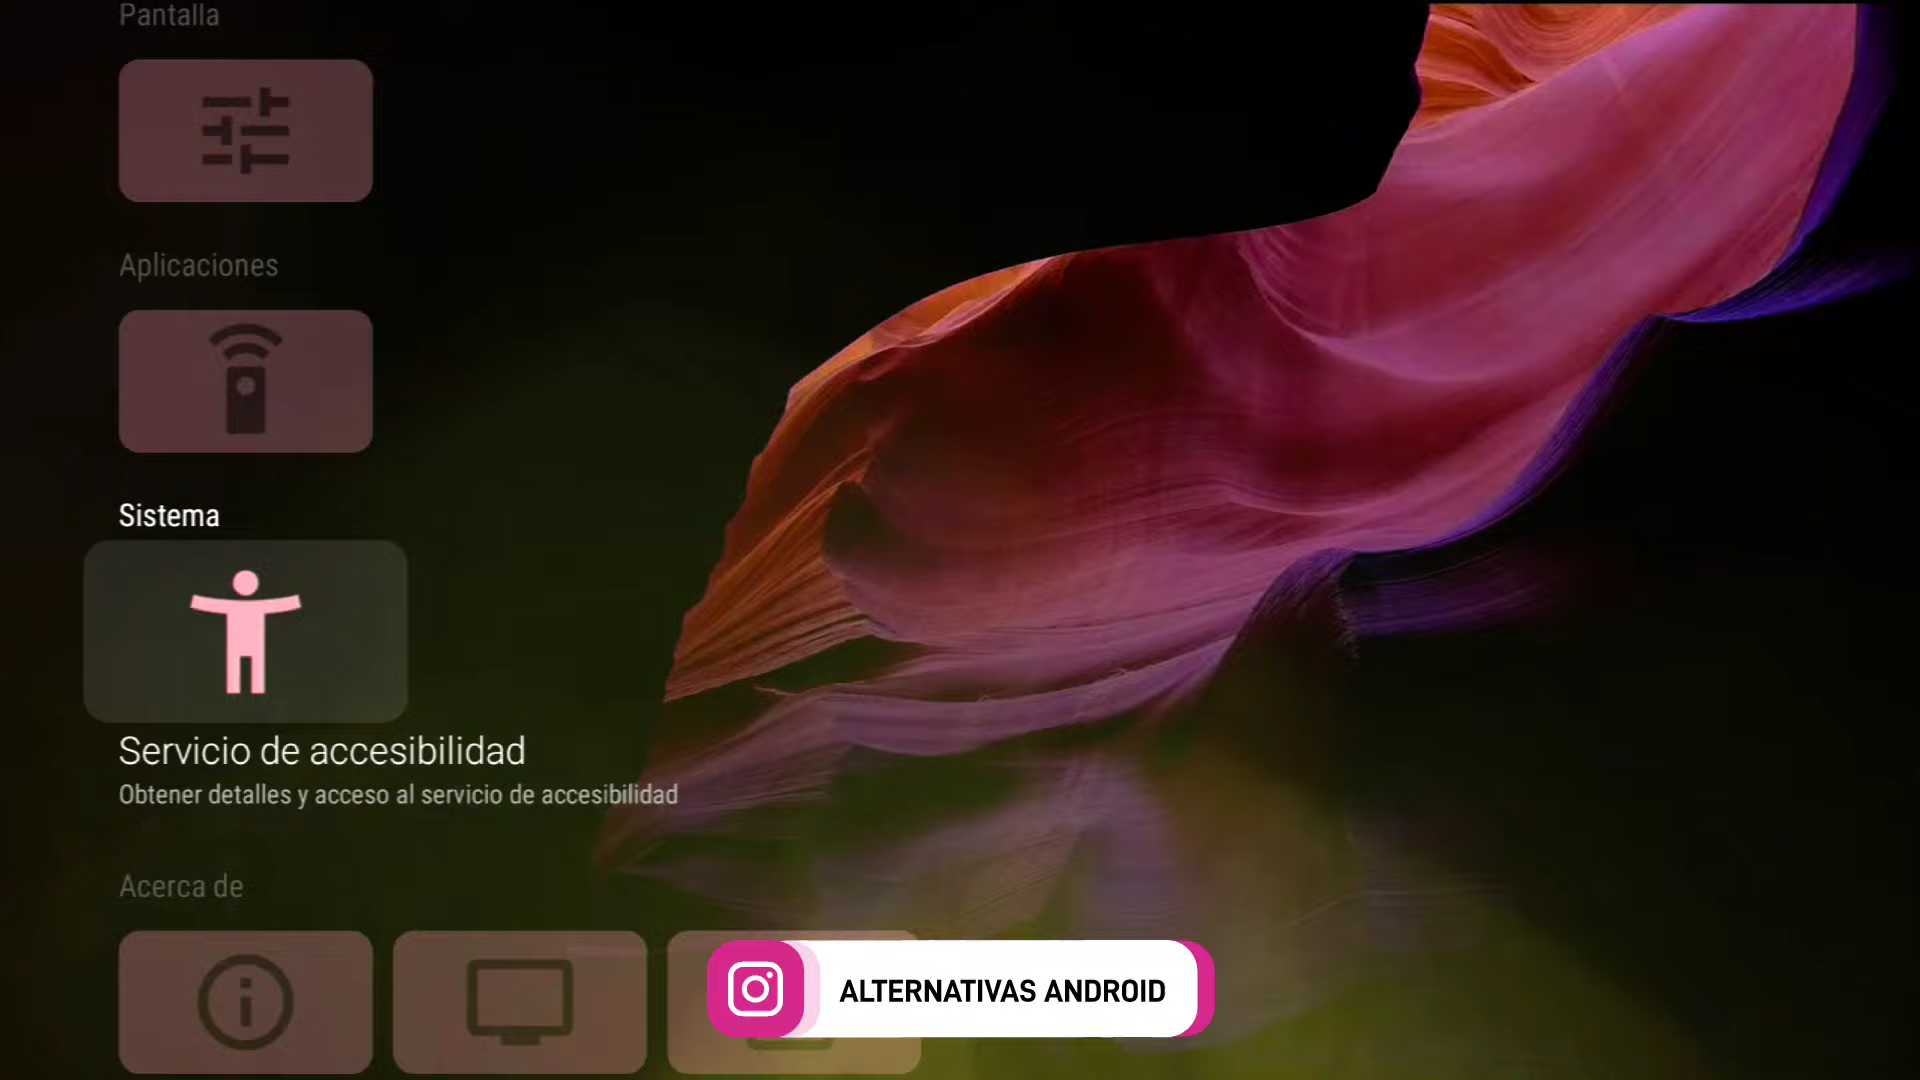 Pantalla
Aplicaciones
Sistema
Servicio de accesibilidad
Obtener detalles y acceso al servicio de accesibilidad
Acerca de
ALTERNATIVAS ANDROID